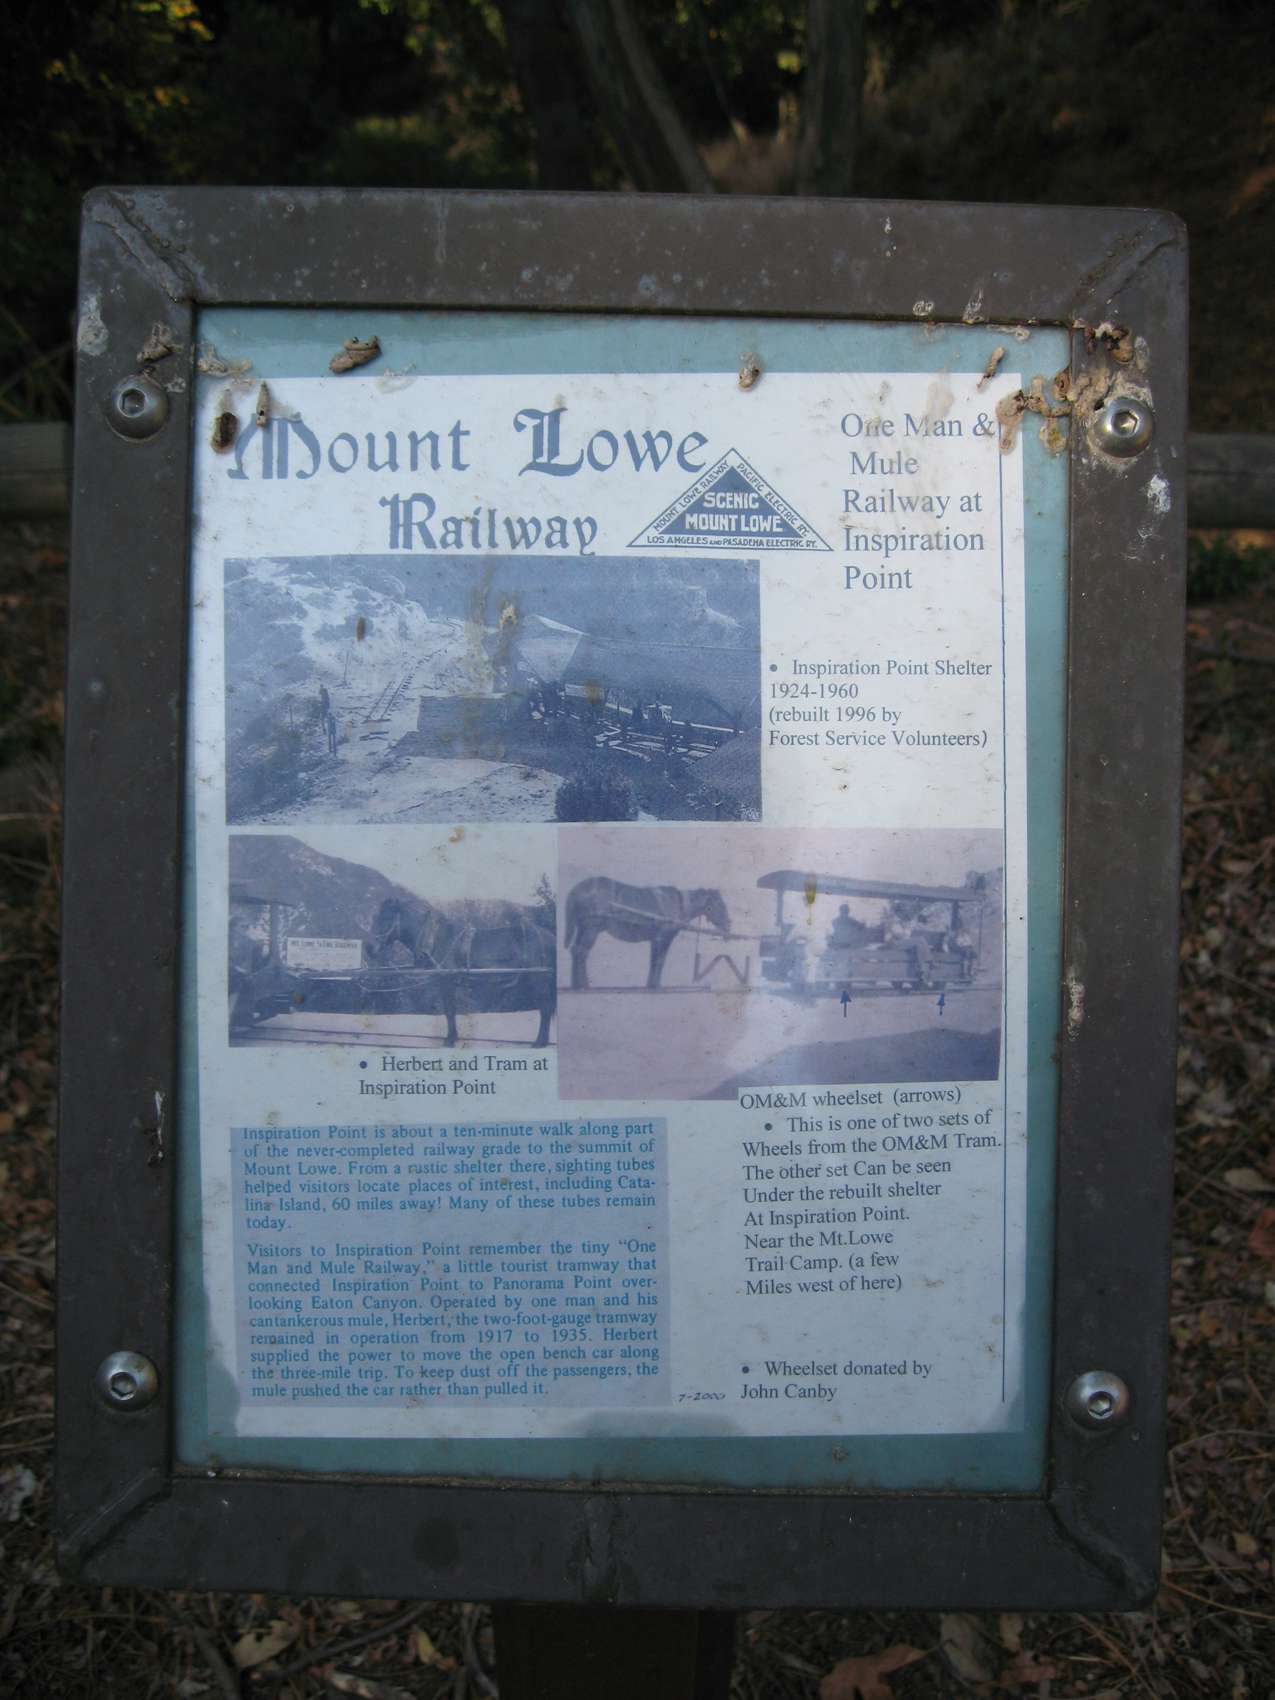 Mount Lowe
Railway
MOUNT LOWE RAILWAY
PACIFIC ELECTRIC RY.
SCENIC
MOUNT LOWE
LOS ANGELES AND PASADENA ELECTRIC RY.
One Man &
Mule
Railway at
Inspiration
Point
• Inspiration Point Shelter
1924-1960
(rebuilt 1996 by
Forest Service Volunteers)
• Herbert and Tram at
Inspiration Point
Inspiration Point is about a ten-minute walk along part
of the never-completed railway grade to the summit of
Mount Lowe. From a rustic shelter there, sighting tubes
helped visitors locate places of interest, including Cata-
lina Island, 60 miles away! Many of these tubes remain
today.
Visitors to Inspiration Point remember the tiny "One
Man and Mule Railway," a little tourist tramway that
connected Inspiration Point to Panorama Point over-
looking Eaton Canyon. Operated by one man and his
cantankerous mule, Herbert, the two-foot-gauge tramway
remained in operation from 1917 to 1935. Herbert
supplied the power to move the open bench car along
the three-mile trip. To keep dust off the passengers, the
mule pushed the car rather than pulled it.
7-2000
OM&M wheelset (arrows)
• This is one of two sets of
Wheels from the OM&M Tram.
The other set Can be seen
Under the rebuilt shelter
At Inspiration Point.
Near the Mt.Lowe
Trail Camp. (a few
Miles west of here)
• Wheelset donated by
John Canby